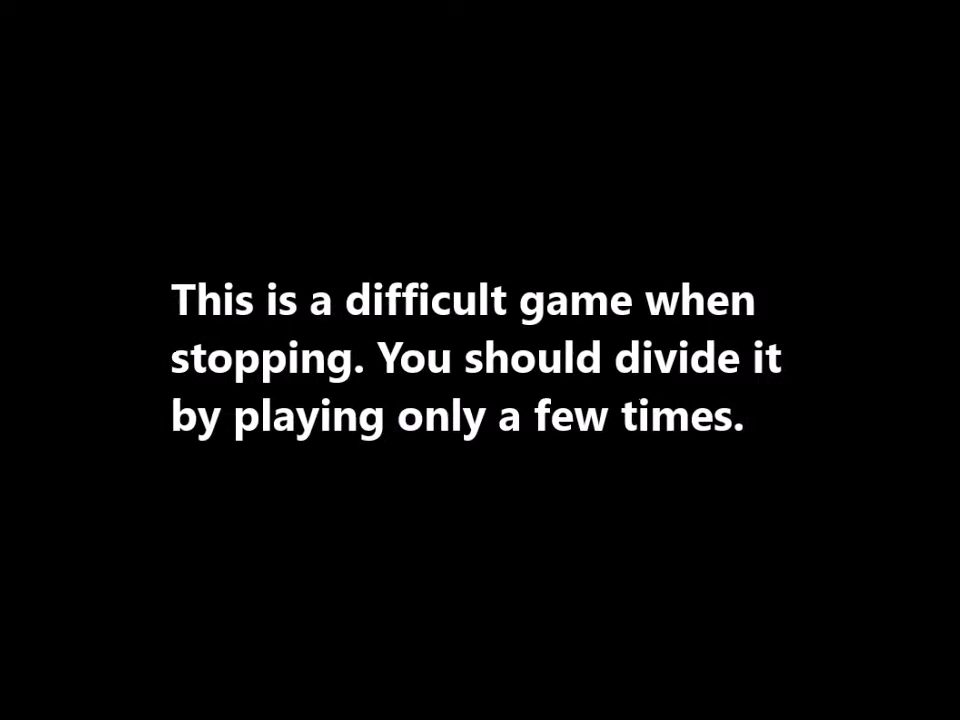 This is a difficult game when
stopping. You should divide it
by playing only a few times.